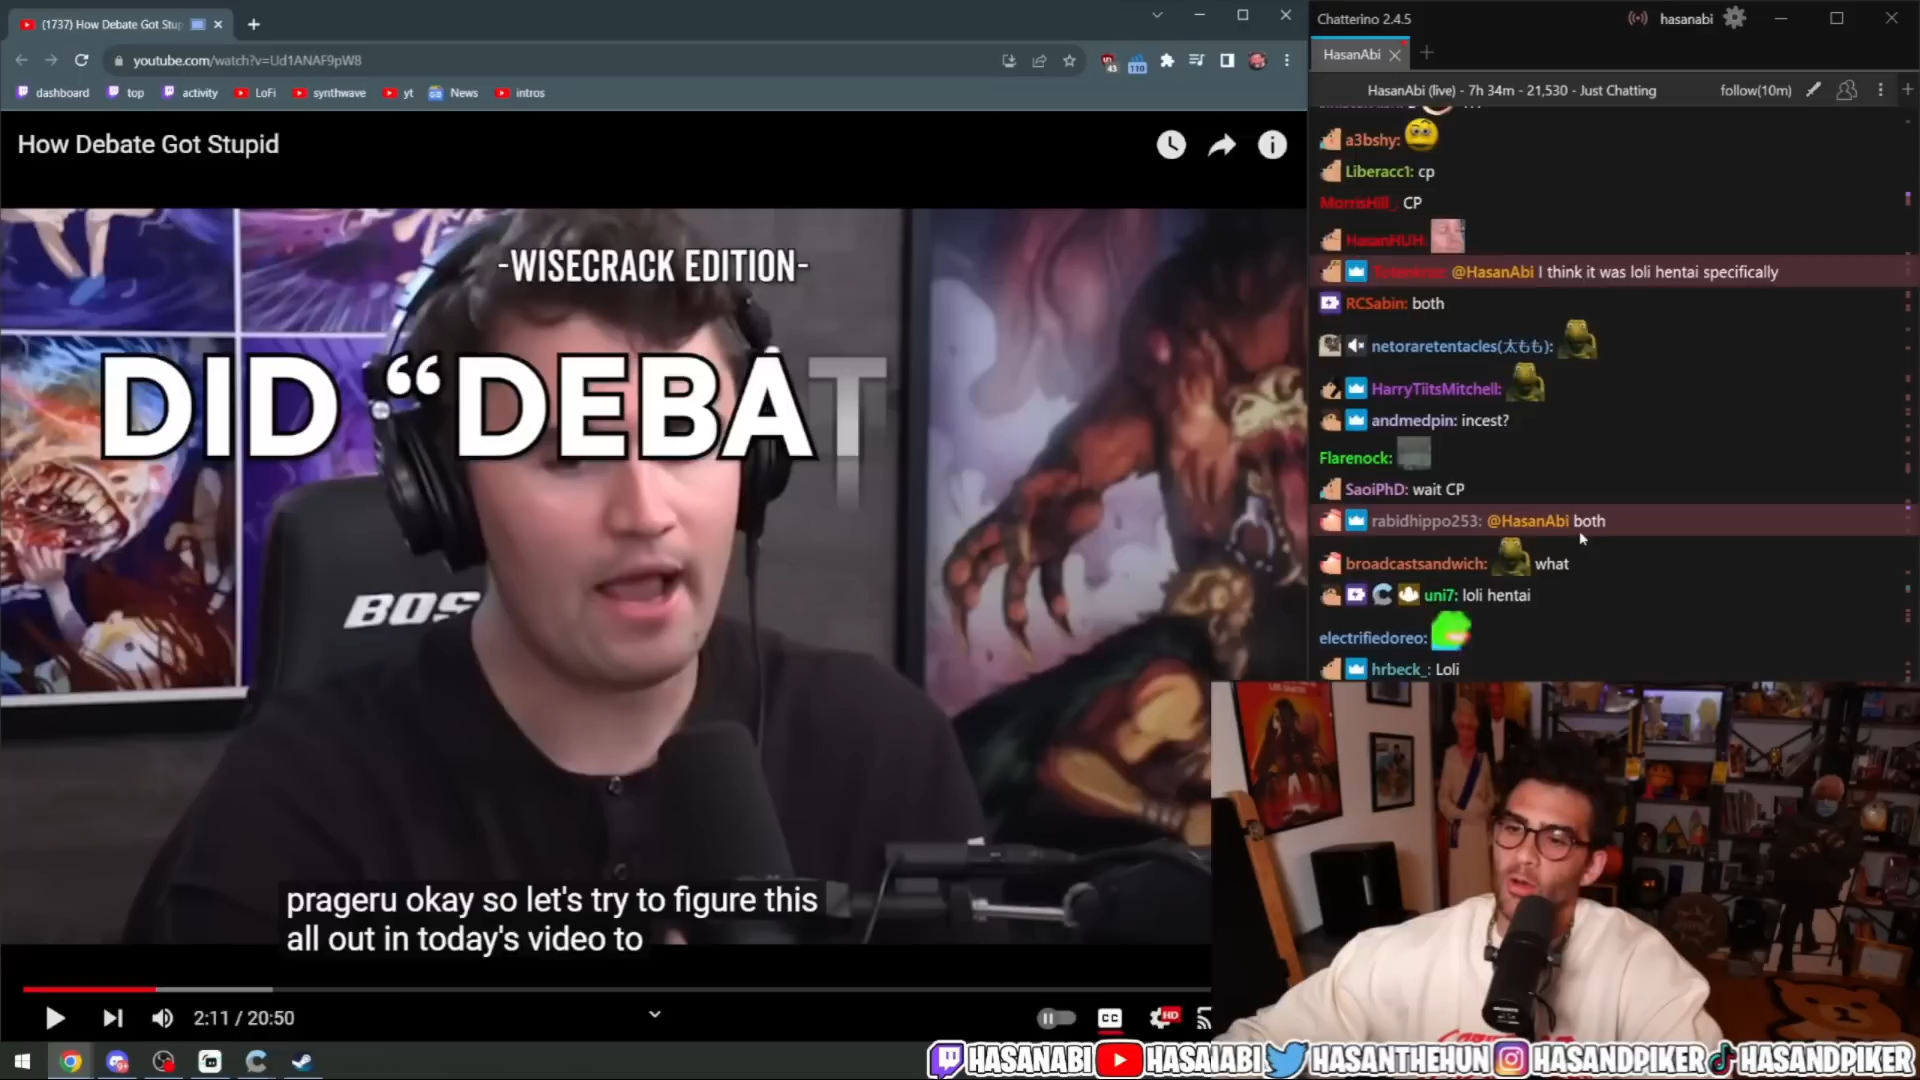 (1737) How Debate Got Stup
youtube.com/watch?v=Ud1ANAF9pW8
43
110
dashboard
top
activity
LoFi
synthwave
yt
News
intros
How Debate Got Stupid
-WISECRACK EDITION-
DID “DEBAT
BOS
prageru okay so let's try to figure this
all out in today's video to
2:11 / 20:50
CC
HD
Chatterino 2.4.5
hasanabi
HasanAbi
HasanAbi (live) - 7h 34m - 21,530 - Just Chatting
follow(10m)
a3bshy:
Liberacc1: cp
MorrisHill_: CP
HasanHUH:
@HasanAbi I think it was loli hentai specifically
RCSabin: both
netoraretentacles(太もも):
HarryTiitsMitchell:
andmedpin: incest?
Flarenock:
SaoiPhD: wait CP
rabidhippo253: @HasanAbi both
broadcastsandwich: what
uni7: loli hentai
electrifiedoreo:
hrbeck_: Loli
HASANABI HASANABI HASANTHEHUN HASANDPIKER HASANDPIKER